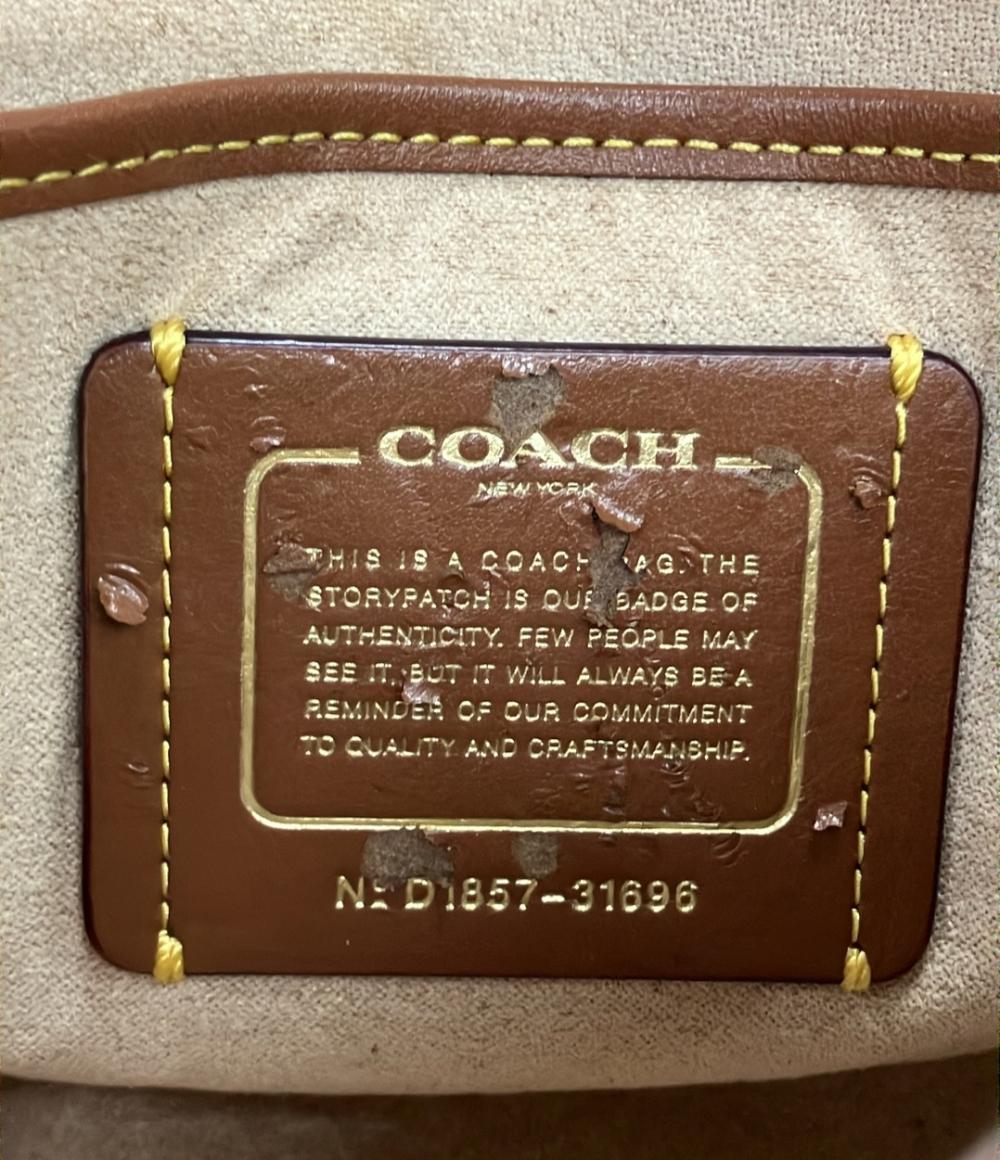 COACH
NEW YORK
THIS IS A COACH BAG. THE
STORYPATCH IS OUR BADGE OF
AUTHENTICITY. FEW PEOPLE MAY
SEE IT, BUT IT WILL ALWAYS BE A
REMINDER OF OUR COMMITMENT
TO QUALITY AND CRAFTSMANSHIP.
Nº D1857-31696